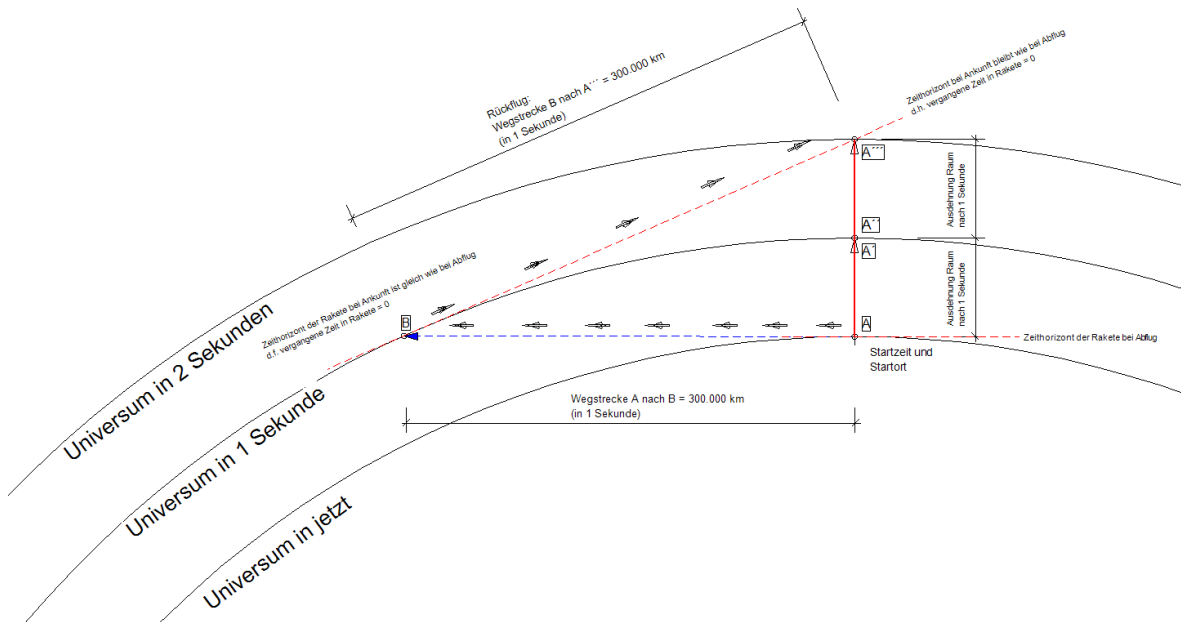 Rückflug:
Wegstrecke B nach A´´´ = 300.000 km
(in 1 Sekunde)
Zeithorizont bei Ankunft bleibt wie bei Abflug
d.h. vergangene Zeit in Rakete = 0
A´´´
Ausdehnung Raum
nach 1 Sekunde
A´´
A´
Ausdehnung Raum
nach 1 Sekunde
Zeithorizont der Rakete bei Ankunft ist gleich wie bei Abflug
d.f. vergangene Zeit in Rakete = 0
B
A
Zeithorizont der Rakete bei Abflug
Startzeit und
Startort
Wegstrecke A nach B = 300.000 km
(in 1 Sekunde)
Universum in 2 Sekunden
Universum in 1 Sekunde
Universum in jetzt